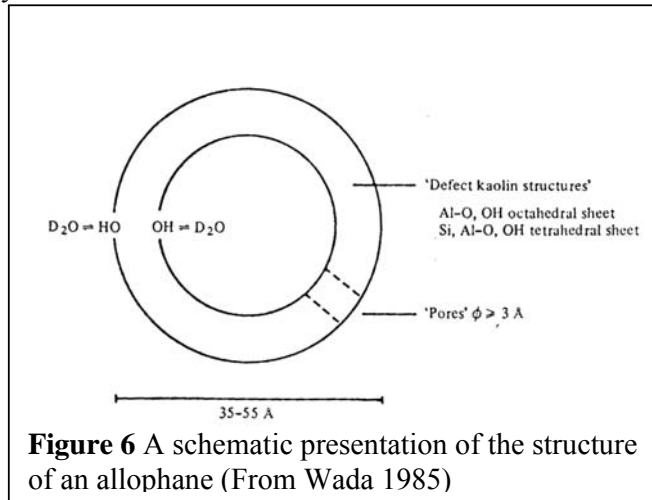 'Defect kaolin structures'
Al–O, OH octahedral sheet
Si, Al–O, OH tetrahedral sheet
D₂O ⇌ HO OH ⇌ D₂O
'Pores' ϕ ⩾ 3 Å
35–55 Å
Figure 6 A schematic presentation of the structure
of an allophane (From Wada 1985)